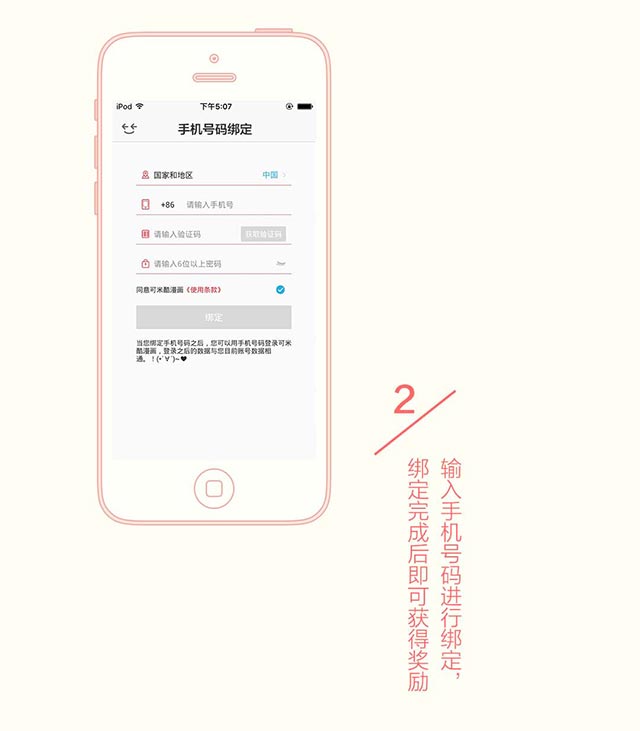 iPod 下午5:07
手机号码绑定
国家和地区 中国
+86 请输入手机号
请输入验证码 获取验证码
请输入6位以上密码
同意可米酷漫画《使用条款》
绑定
当您绑定手机号码之后，您可以用手机号码登录可米
酷漫画，登录之后的数据与您目前账号数据相
通。！(•̀∀•́)~♥
2
输入手机号码进行绑定，
绑定完成后即可获得奖励